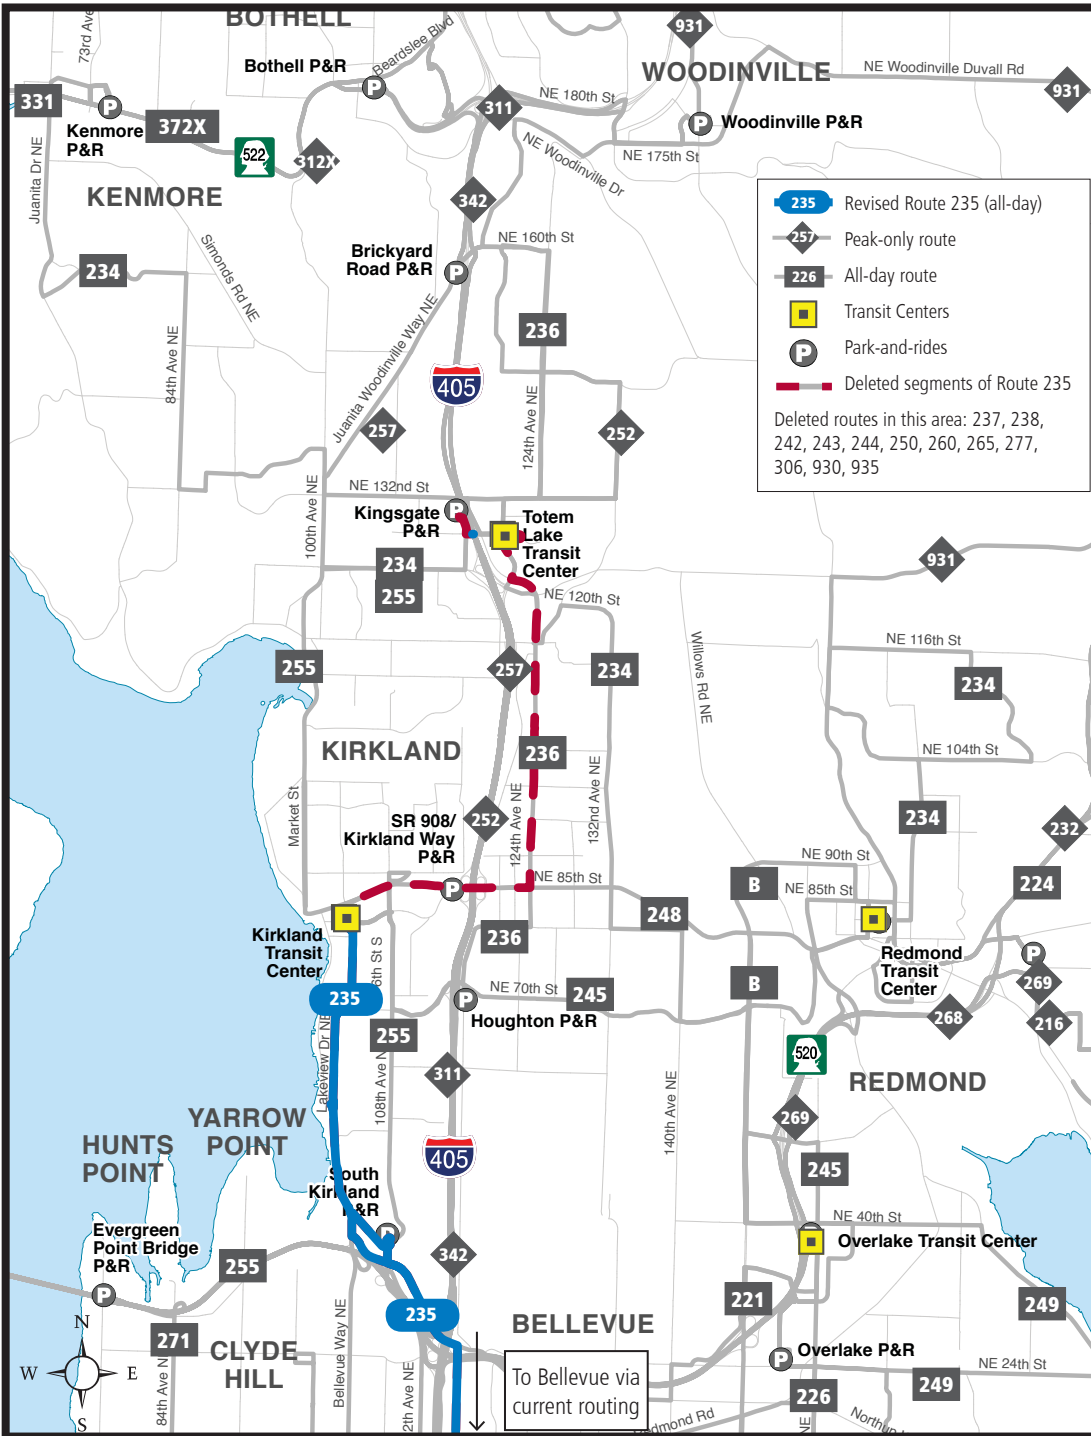 BOTHELL
73rd Ave
Bothell P&R
Beardslee Blvd
931
WOODINVILLE
NE Woodinville Duvall Rd
931
331
P
Kenmore
P&R
372X
522
312X
P
311
NE 180th St
P
Woodinville P&R
NE 175th St
NE Woodinville Dr
Juanita Dr NE
KENMORE
342
235
Revised Route 235 (all-day)
257
Peak-only route
226
All-day route
Transit Centers
P
Park-and-rides
Deleted segments of Route 235
Deleted routes in this area: 237, 238,
242, 243, 244, 250, 260, 265, 277,
306, 930, 935
Simonds Rd NE
234
Brickyard
Road P&R
P
NE 160th St
236
84th Ave NE
Juanita Woodinville Way NE
405
257
124th Ave NE
252
NE 132nd St
100th Ave NE
Kingsgate
P&R
P
Totem
Lake
Transit
Center
234
255
NE 120th St
931
255
257
234
Willows Rd NE
NE 116th St
234
KIRKLAND
236
NE 104th St
Market St
SR 908/
Kirkland Way
P&R
252
124th Ave NE
132nd Ave NE
234
232
P
NE 85th St
B
NE 90th St
NE 85th St
224
Kirkland
Transit
Center
236
248
Redmond
Transit
Center
P
269
6th St S
235
NE 70th St
245
P
Houghton P&R
B
268
216
255
Lakeview Dr NE
108th Ave N
311
520
REDMOND
140th Ave NE
269
HUNTS
POINT
YARROW
POINT
405
245
South
Kirkland
P&R
P
NE 40th St
Overlake Transit Center
Evergreen
Point Bridge
P&R
P
255
342
221
249
235
BELLEVUE
N
W
E
S
271
84th Ave N
CLYDE
HILL
Bellevue Way NE
2th Ave NE
To Bellevue via
current routing
P
Overlake P&R
NE 24th St
249
226
edmond Rd
NE
Northup